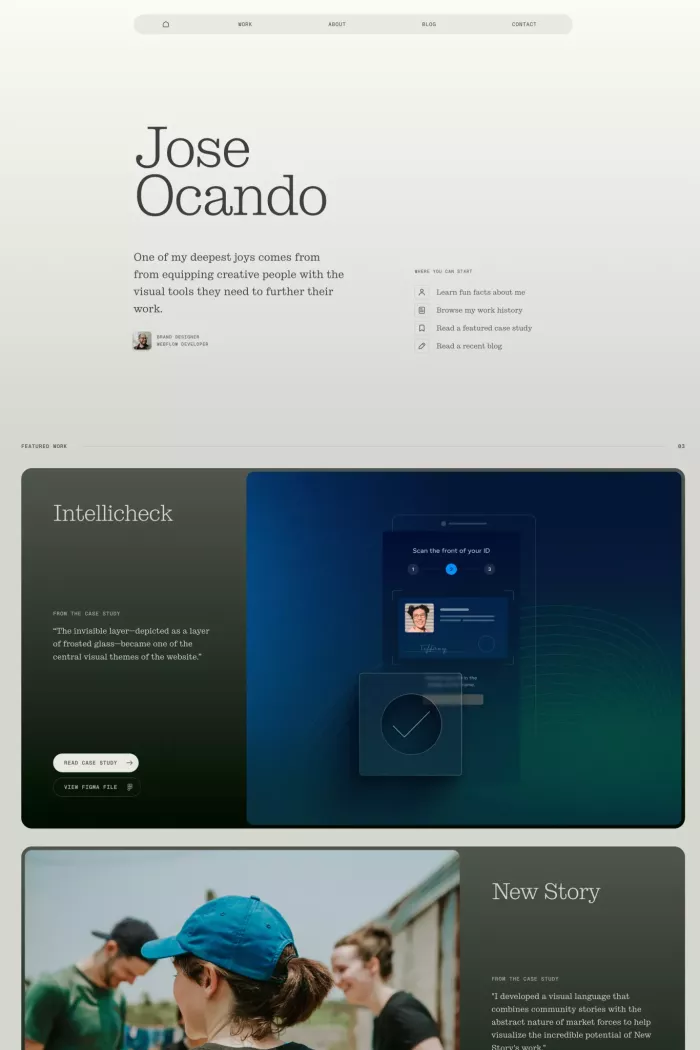 WORK
ABOUT
BLOG
CONTACT
Jose
Ocando
One of my deepest joys comes from
from equipping creative people with the
visual tools they need to further their
work.
BRAND DESIGNER
WEBFLOW DEVELOPER
WHERE YOU CAN START
Learn fun facts about me
Browse my work history
Read a featured case study
Read a recent blog
FEATURED WORK
03
Intellicheck
FROM THE CASE STUDY
"The invisible layer—depicted as a layer
of frosted glass—became one of the
central visual themes of the website."
READ CASE STUDY
VIEW FIGMA FILE
Scan the front of your ID
1
3
New Story
FROM THE CASE STUDY
"I developed a visual language that
combines community stories with the
abstract nature of market forces to help
visualize the incredible potential of New
Story's work."